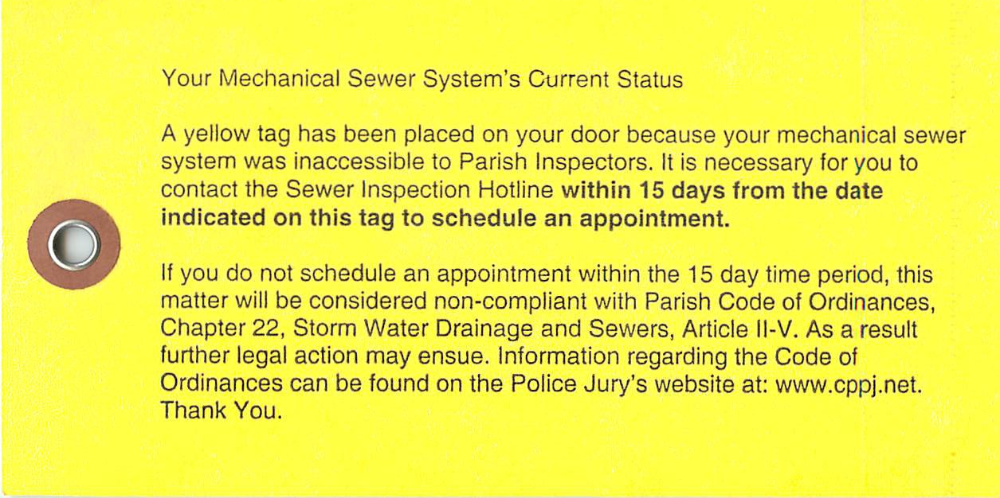 Your Mechanical Sewer System's Current Status
A yellow tag has been placed on your door because your mechanical sewer
system was inaccessible to Parish Inspectors. It is necessary for you to
contact the Sewer Inspection Hotline within 15 days from the date
indicated on this tag to schedule an appointment.
If you do not schedule an appointment within the 15 day time period, this
matter will be considered non-compliant with Parish Code of Ordinances,
Chapter 22, Storm Water Drainage and Sewers, Article II-V. As a result
further legal action may ensue. Information regarding the Code of
Ordinances can be found on the Police Jury's website at: www.cppj.net.
Thank You.